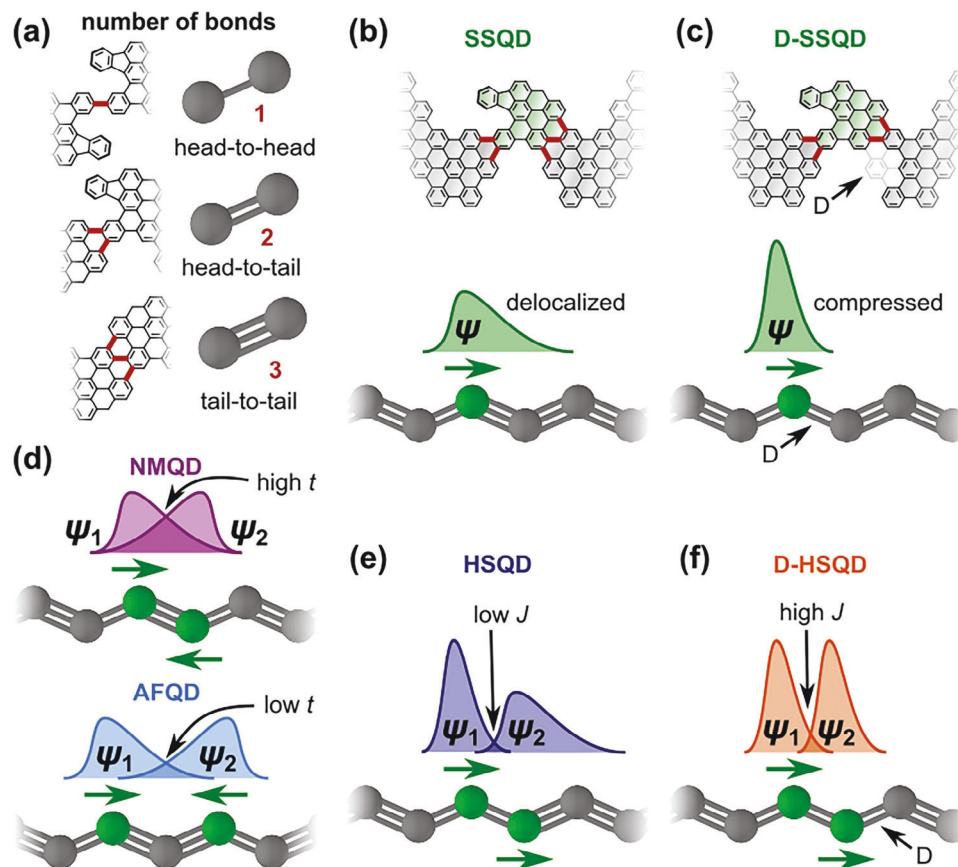 (a)
number of bonds
1
head-to-head
2
head-to-tail
3
tail-to-tail
(b)
SSQD
delocalized
ψ
(c)
D-SSQD
D
compressed
ψ
D
(d)
NMQD
high t
ψ1
ψ2
AFQD
low t
ψ1
ψ2
(e)
HSQD
low J
ψ1
ψ2
(f)
D-HSQD
high J
ψ1
ψ2
D